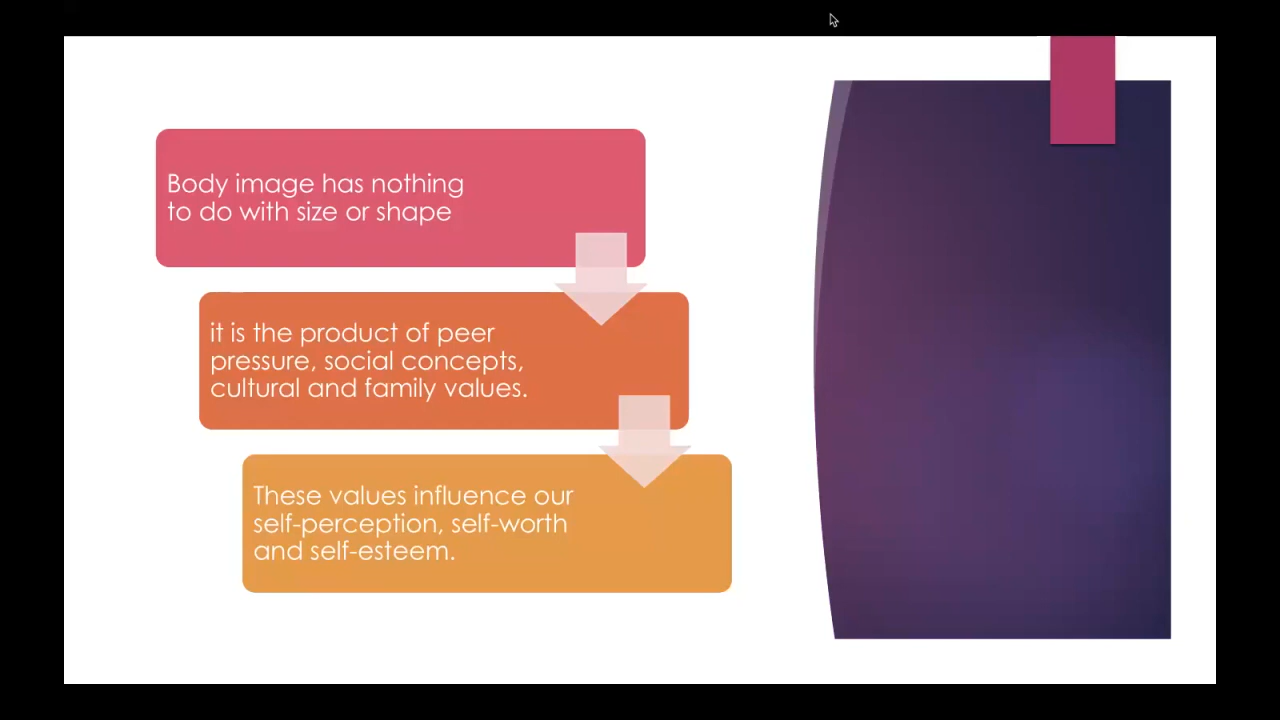 Body image has nothing
to do with size or shape
it is the product of peer
pressure, social concepts,
cultural and family values.
These values influence our
self-perception, self-worth
and self-esteem.